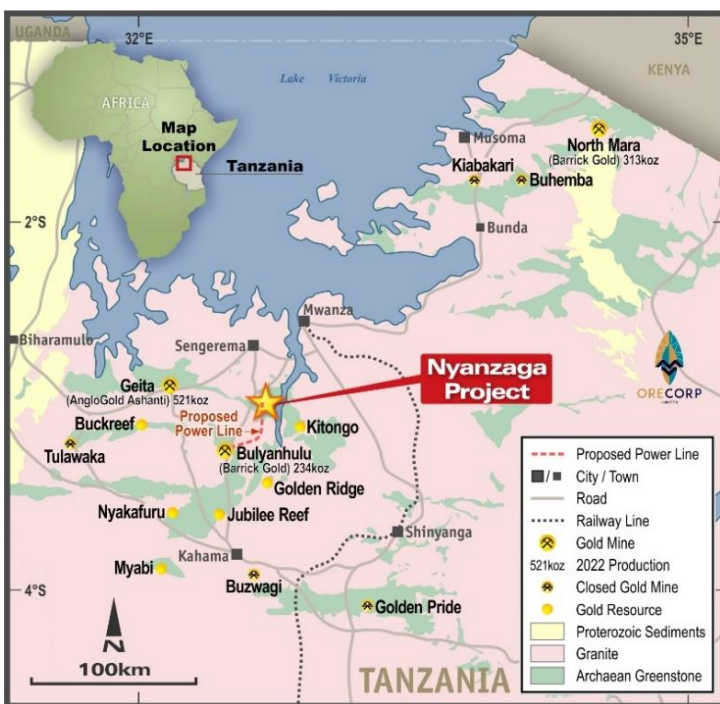 UGANDA
32°E
35°E
KENYA
Lake Victoria
AFRICA
Map
Location
Tanzania
Musoma
North Mara
(Barrick Gold) 313koz
Kiabakari
Buhemba
2°S
Bunda
Mwanza
Biharamulo
Sengerema
Nyanzaga
Project
ORECORP
LIMITED
Geita
(AngloGold Ashanti) 521koz
Proposed
Power Line
Buckreef
Kitongo
Tulawaka
Bulyanhulu
(Barrick Gold) 234koz
Golden Ridge
Nyakafuru
Jubilee Reef
Shinyanga
Kahama
Myabi
Buzwagi
4°S
Golden Pride
N
100km
TANZANIA
Proposed Power Line
/ City / Town
Road
Railway Line
Gold Mine
521koz 2022 Production
Closed Gold Mine
Gold Resource
Proterozoic Sediments
Granite
Archaean Greenstone